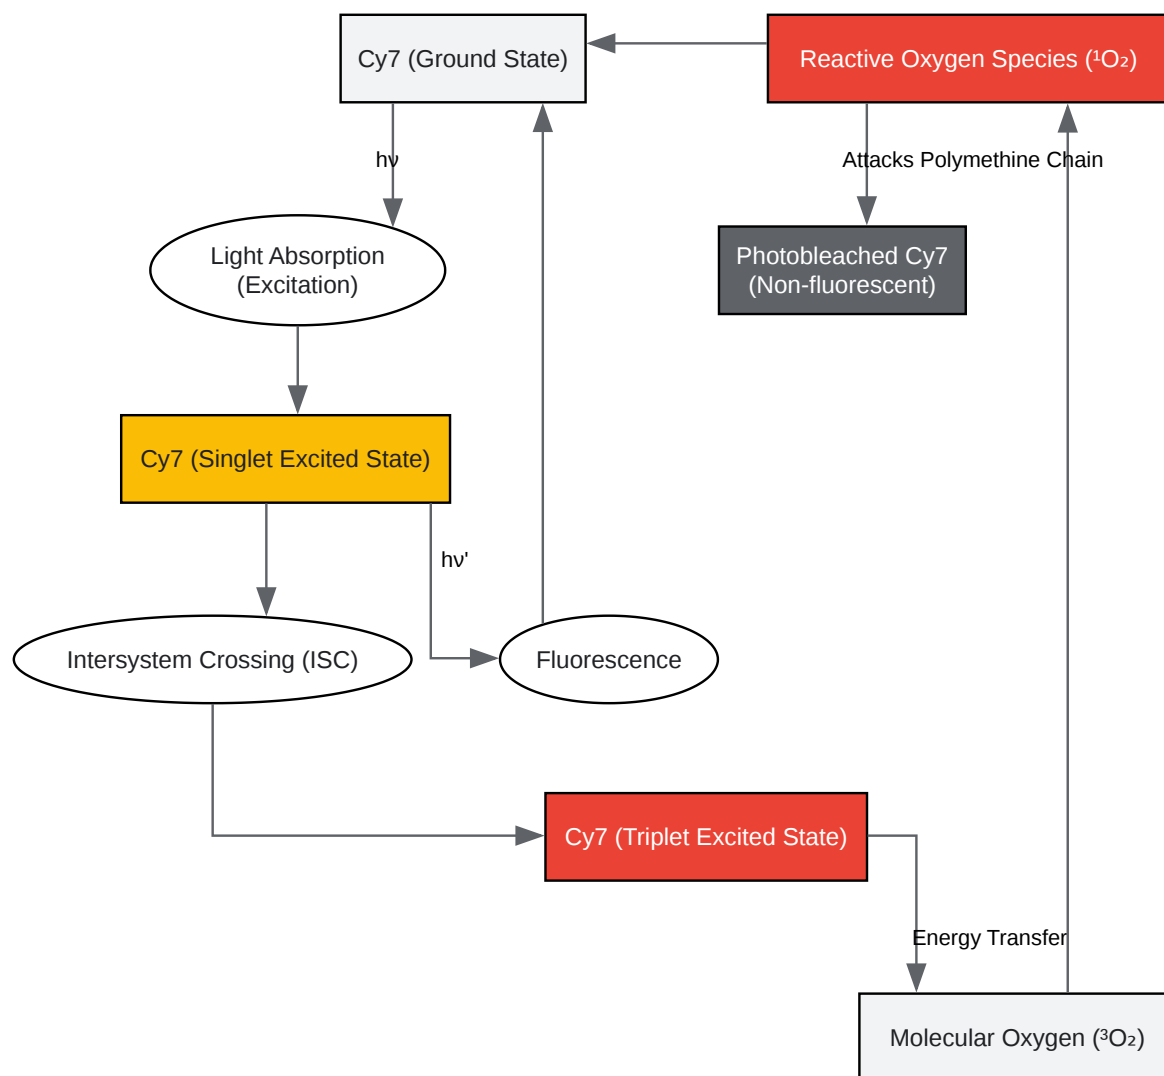 Cy7 (Ground State)
Reactive Oxygen Species (¹O₂)
hν
Attacks Polymethine Chain
Light Absorption
(Excitation)
Photobleached Cy7
(Non-fluorescent)
Cy7 (Singlet Excited State)
hν'
Intersystem Crossing (ISC)
Fluorescence
Cy7 (Triplet Excited State)
Energy Transfer
Molecular Oxygen (³O₂)